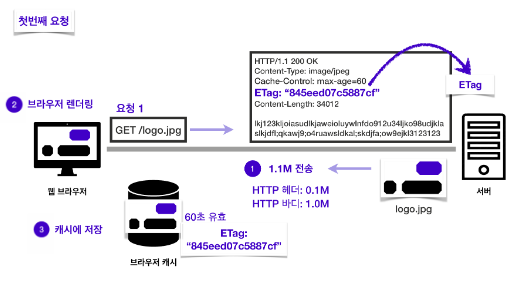 첫번째 요청
HTTP/1.1 200 OK
Content-Type: image/jpeg
Cache-Control: max-age=60
ETag: “845eed07c5887cf”
Content-Length: 34012
lkj123kljoiasudlkjaweioluywlnfdo912u34ljko98udjkla
slkjdfl;qkawj9;o4ruawsldkal;skdjfa;ow9ejkl3123123
ETag
2 브라우저 렌더링
요청 1
GET /logo.jpg
웹 브라우저
1 1.1M 전송
HTTP 헤더: 0.1M
HTTP 바디: 1.0M
logo.jpg
서버
3 캐시에 저장
60초 유효
ETag:
“845eed07c5887cf”
브라우저 캐시